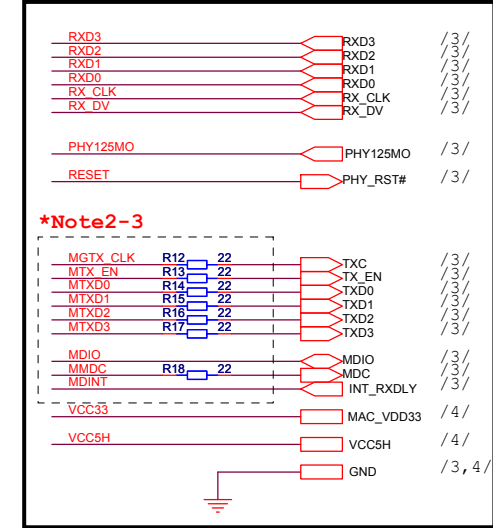 RXD3 RXD3 /3/
RXD2 RXD2 /3/
RXD1 RXD1 /3/
RXD0 RXD0 /3/
RX_CLK RX_CLK /3/
RX_DV RX_DV /3/
PHY125MO PHY125MO /3/
RESET PHY_RST# /3/
*Note2-3
MGTX_CLK R12 22 TXC /3/
MTX_EN R13 22 TX_EN /3/
MTXD0 R14 22 TXD0 /3/
MTXD1 R15 22 TXD1 /3/
MTXD2 R16 22 TXD2 /3/
MTXD3 R17 22 TXD3 /3/
MDIO MDIO /3/
MMDC R18 22 MDC /3/
MDINT INT_RXDLY /3/
VCC33 MAC_VDD33 /4/
VCC5H VCC5H /4/
GND /3,4/